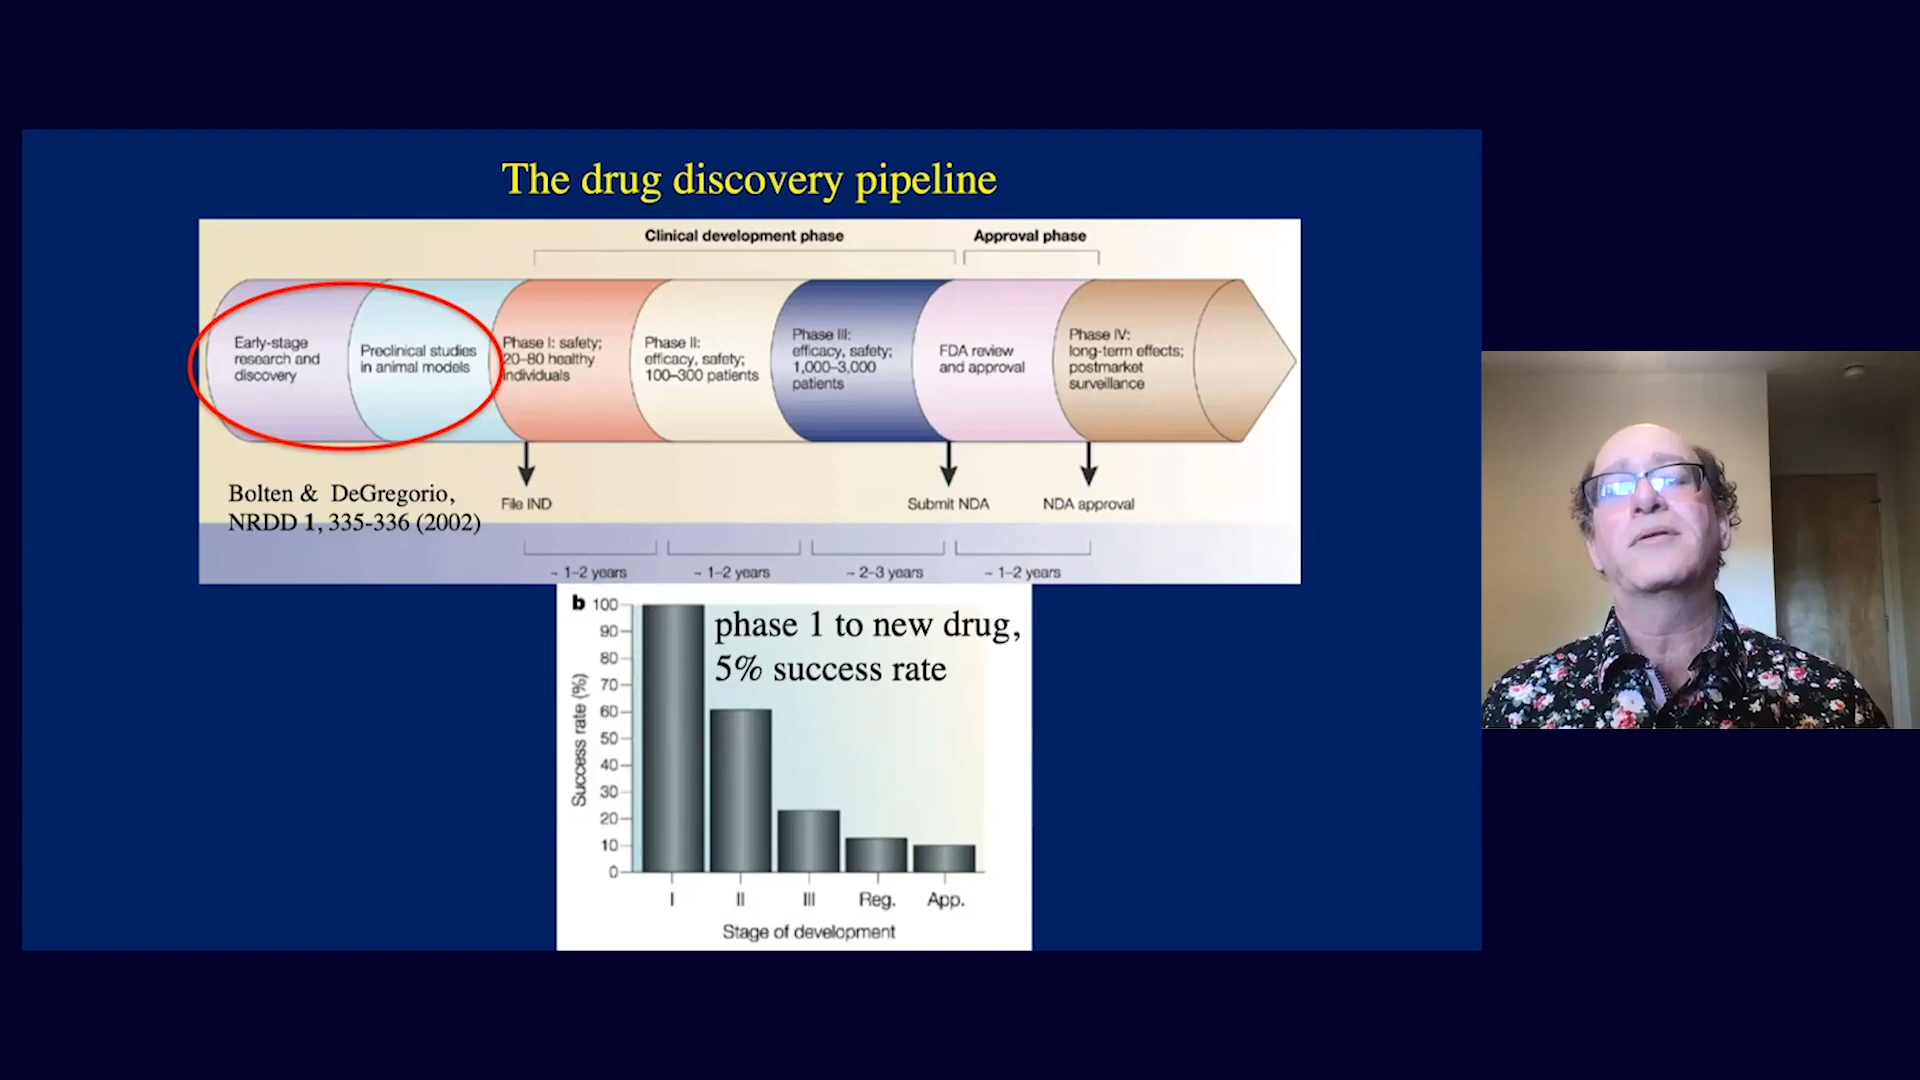 The drug discovery pipeline
Clinical development phase
Approval phase
Early-stage
research and
discovery
Preclinical studies
in animal models
Phase I: safety;
20–80 healthy
individuals
Phase II:
efficacy, safety;
100–300 patients
Phase III:
efficacy, safety;
1,000–3,000
patients
FDA review
and approval
Phase IV:
long-term effects;
postmarket
surveillance
Bolten & DeGregorio,
NRDD 1, 335-336 (2002)
File IND
Submit NDA
NDA approval
~ 1–2 years
~ 1–2 years
~ 2–3 years
~ 1–2 years
b
phase 1 to new drug,
5% success rate
Success rate (%)
100
90
80
70
60
50
40
30
20
10
0
I
II
III
Reg.
App.
Stage of development